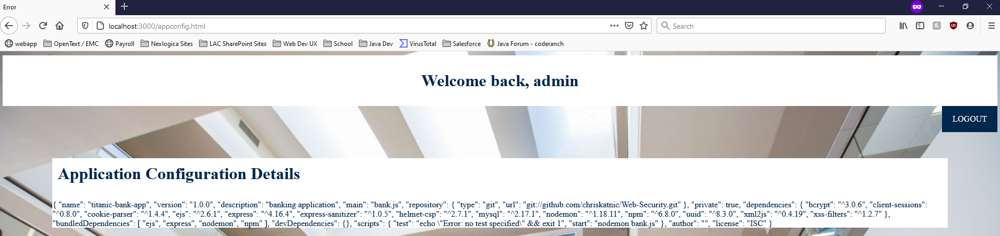 Error
localhost:3000/appconfig.html
Search
webapp OpenText / EMC Payroll Nexlogica Sites LAC SharePoint Sites Web Dev UX School Java Dev VirusTotal Salesforce Java Forum - coderanch
Welcome back, admin
LOGOUT
Application Configuration Details
{ "name": "titanic-bank-app", "version": "1.0.0", "description": "banking application", "main": "bank.js", "repository": { "type": "git", "url": "git://github.com/chriskatnic/Web-Security.git" }, "private": true, "dependencies": { "bcrypt": "^3.0.6", "client-sessions":
"^0.8.0", "cookie-parser": "^1.4.4", "ejs": "^2.6.1", "express": "^4.16.4", "express-sanitizer": "^1.0.5", "helmet-csp": "^2.7.1", "mysql": "^2.17.1", "nodemon": "^1.18.11", "npm": "^6.8.0", "uuid": "^8.3.0", "xml2js": "^0.4.19", "xss-filters": "^1.2.7" },
"bundledDependencies": [ "ejs", "express", "nodemon", "npm" ], "devDependencies": {}, "scripts": { "test": "echo \"Error: no test specified\" && exit 1", "start": "nodemon bank.js" }, "author": "", "license": "ISC" }